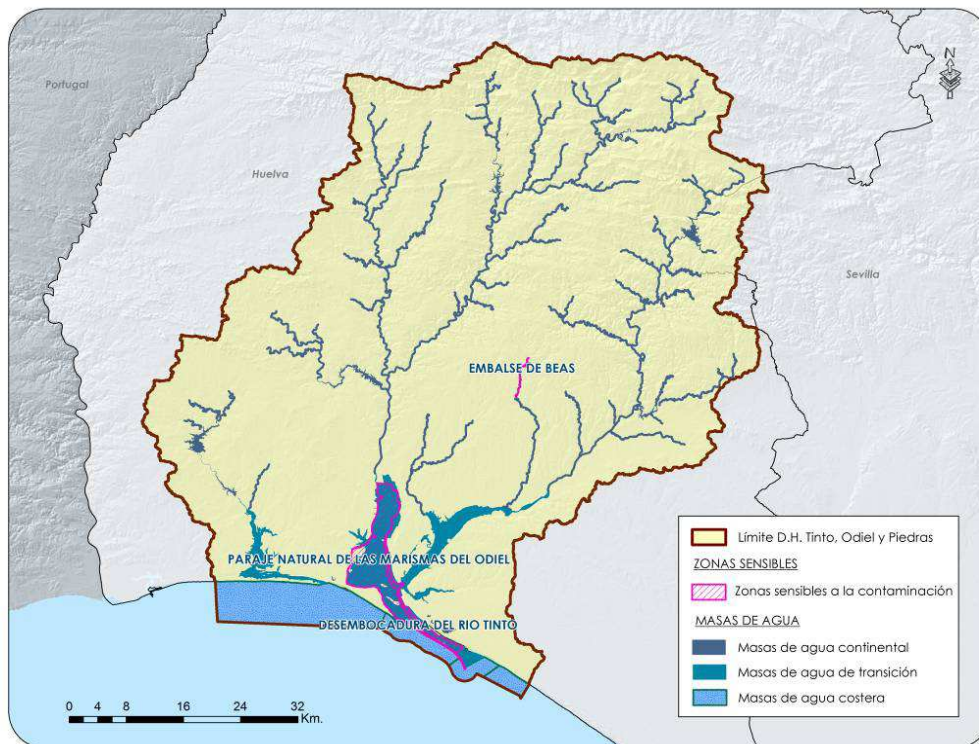 Portugal
N
Huelva
Sevilla
EMBALSE DE BEAS
PARAJE NATURAL DE LAS MARISMAS DEL ODIEL
DESEMBOCADURA DEL RIO TINTO
Límite D.H. Tinto, Odiel y Piedras
ZONAS SENSIBLES
Zonas sensibles a la contaminación
MASAS DE AGUA
Masas de agua continental
Masas de agua de transición
Masas de agua costera
0 4 8 16 24 32
Km.